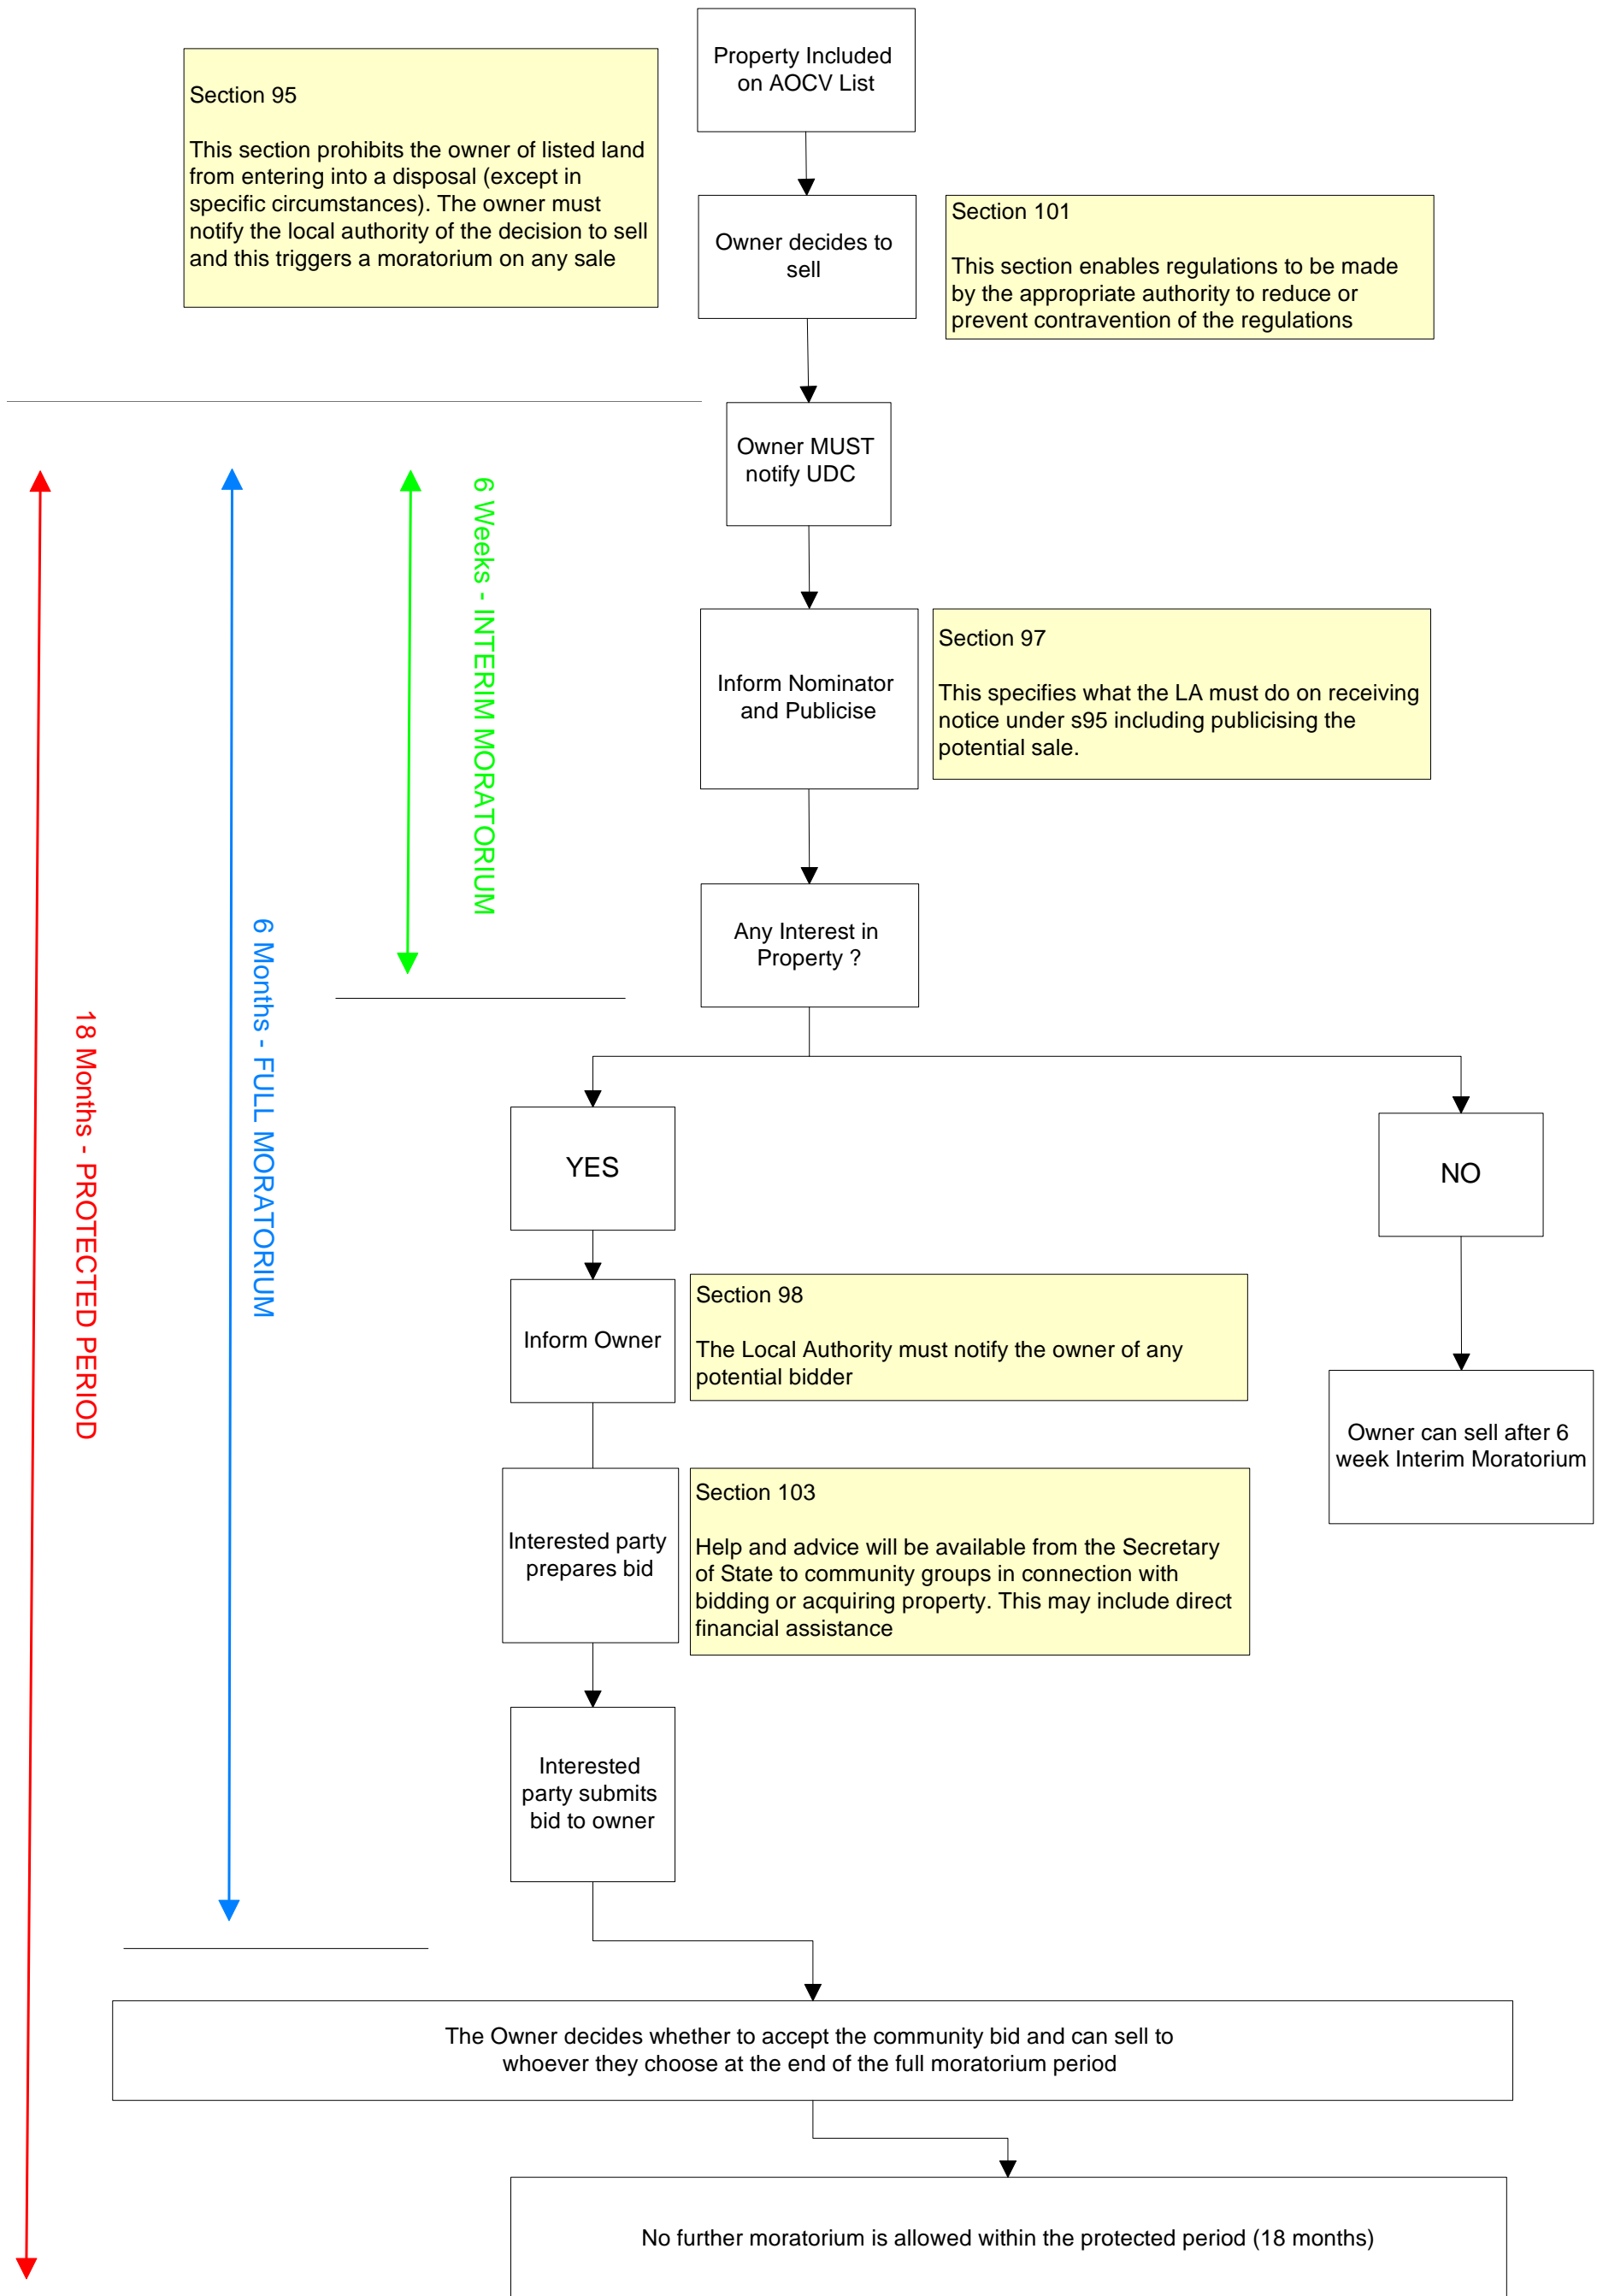 Property Included
on AOCV List
Section 95
This section prohibits the owner of listed land
from entering into a disposal (except in
specific circumstances). The owner must
notify the local authority of the decision to sell
and this triggers a moratorium on any sale
Owner decides to
sell
Section 101
This section enables regulations to be made
by the appropriate authority to reduce or
prevent contravention of the regulations
Owner MUST
notify UDC
6 Weeks - INTERIM MORATORIUM
6 Months - FULL MORATORIUM
18 Months - PROTECTED PERIOD
Inform Nominator
and Publicise
Section 97
This specifies what the LA must do on receiving
notice under s95 including publicising the
potential sale.
Any Interest in
Property ?
YES
NO
Inform Owner
Section 98
The Local Authority must notify the owner of any
potential bidder
Owner can sell after 6
week Interim Moratorium
Interested party
prepares bid
Section 103
Help and advice will be available from the Secretary
of State to community groups in connection with
bidding or acquiring property. This may include direct
financial assistance
Interested
party submits
bid to owner
The Owner decides whether to accept the community bid and can sell to
whoever they choose at the end of the full moratorium period
No further moratorium is allowed within the protected period (18 months)